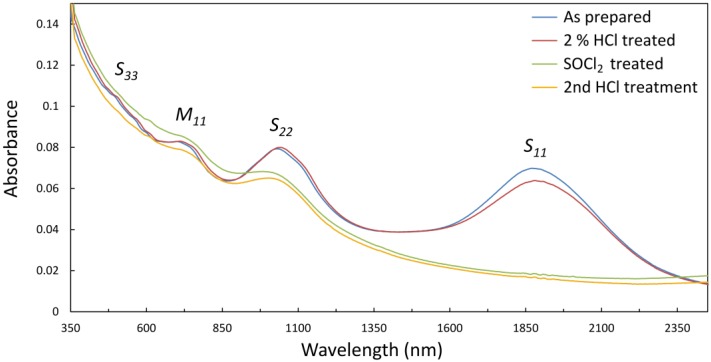 0.14
0.12
0.1
0.08
0.06
0.04
0.02
0
Absorbance
As prepared
2 % HCl treated
SOCl₂ treated
2nd HCl treatment
S₃₃
M₁₁
S₂₂
S₁₁
350 600 850 1100 1350 1600 1850 2100 2350
Wavelength (nm)